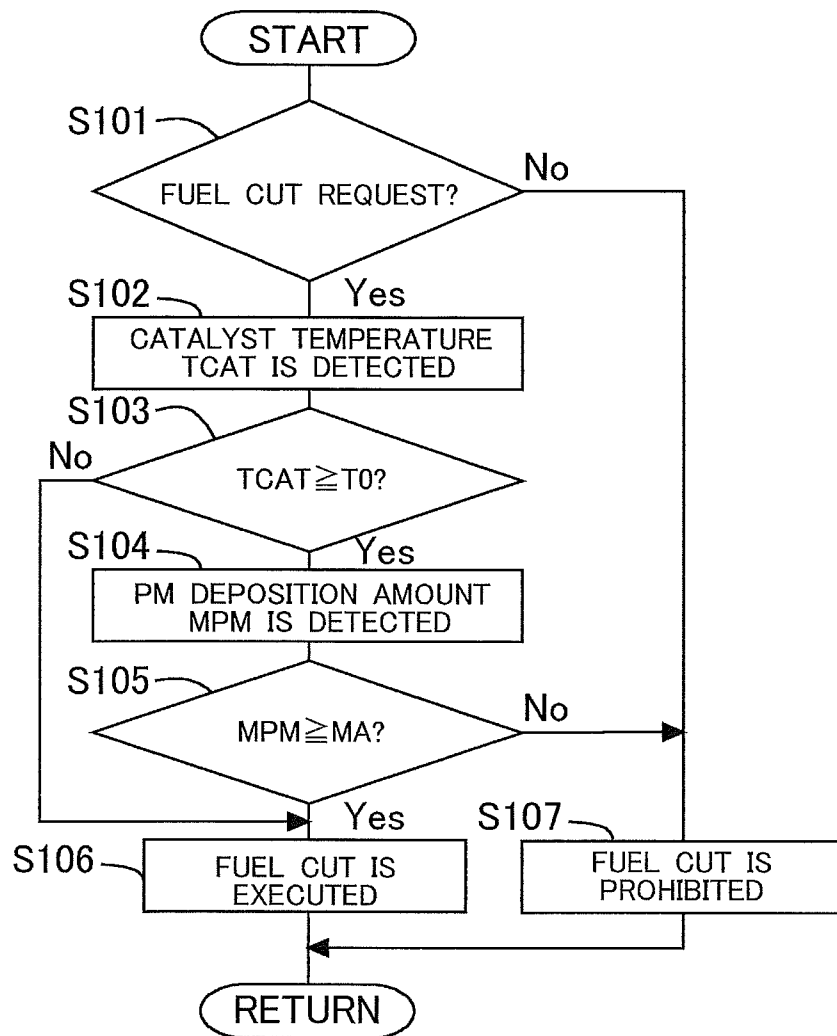 START
S101
FUEL CUT REQUEST?
No
Yes
S102
CATALYST TEMPERATURE
TCAT IS DETECTED
S103
No
TCAT≧T0?
Yes
S104
PM DEPOSITION AMOUNT
MPM IS DETECTED
S105
MPM≧MA?
No
Yes
S106
FUEL CUT IS
EXECUTED
S107
FUEL CUT IS
PROHIBITED
RETURN